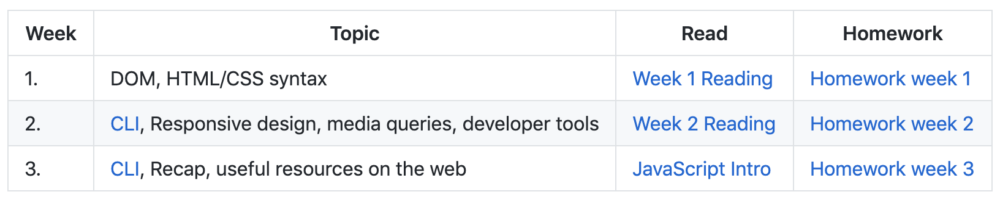 Week Topic Read Homework
1. DOM, HTML/CSS syntax Week 1 Reading Homework week 1
2. CLI, Responsive design, media queries, developer tools Week 2 Reading Homework week 2
3. CLI, Recap, useful resources on the web JavaScript Intro Homework week 3